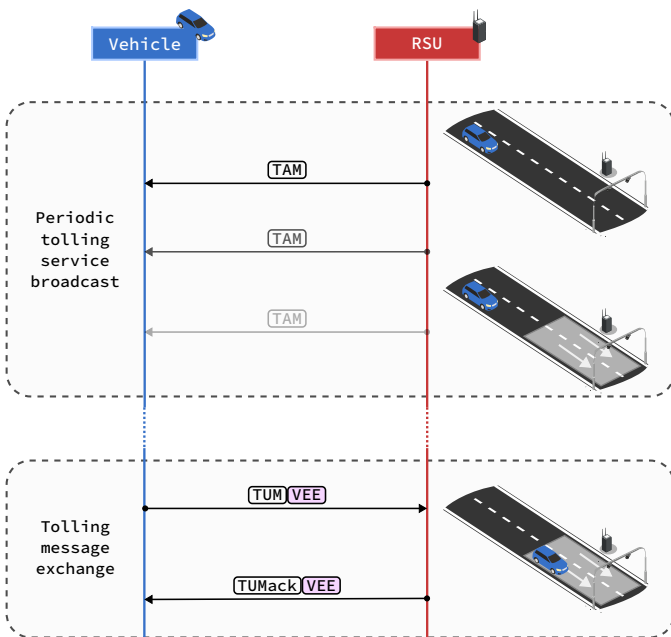 Vehicle
RSU
TAM
Periodic
tolling
service
broadcast
TAM
TAM
TUM VEE
Tolling
message
exchange
TUMack VEE